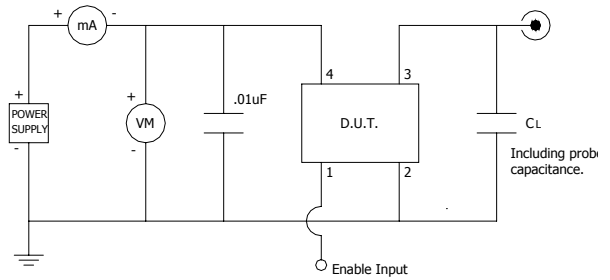 + mA -
4 3
+ .01uF
+
POWER SUPPLY
VM
D.U.T.
CL
-
-
Including probe
capacitance.
1 2
Enable Input